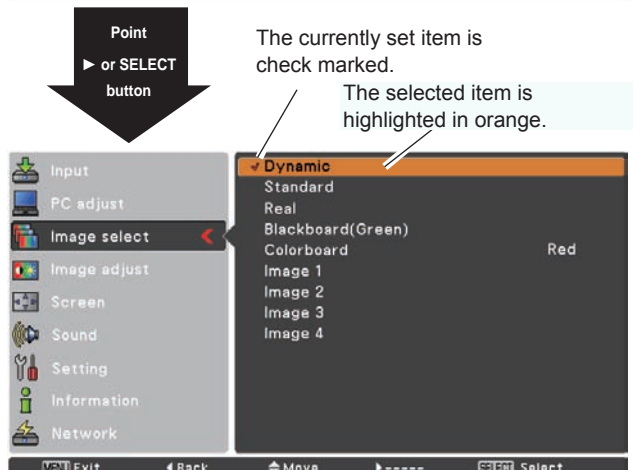 Point
► or SELECT
button
The currently set item is
check marked.
The selected item is
highlighted in orange.
Input
PC adjust
Image select
Image adjust
Screen
Sound
Setting
Information
Network
✓ Dynamic
Standard
Real
Blackboard(Green)
Colorboard Red
Image 1
Image 2
Image 3
Image 4
MENU Exit ◄Back Move ►----- SELECT Select